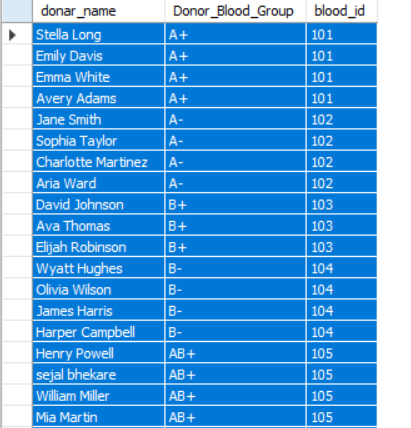 donar_name Donor_Blood_Group blood_id
Stella Long A+ 101
Emily Davis A+ 101
Emma White A+ 101
Avery Adams A+ 101
Jane Smith A- 102
Sophia Taylor A- 102
Charlotte Martinez A- 102
Aria Ward A- 102
David Johnson B+ 103
Ava Thomas B+ 103
Elijah Robinson B+ 103
Wyatt Hughes B- 104
Olivia Wilson B- 104
James Harris B- 104
Harper Campbell B- 104
Henry Powell AB+ 105
sejal bhekare AB+ 105
William Miller AB+ 105
Mia Martin AB+ 105